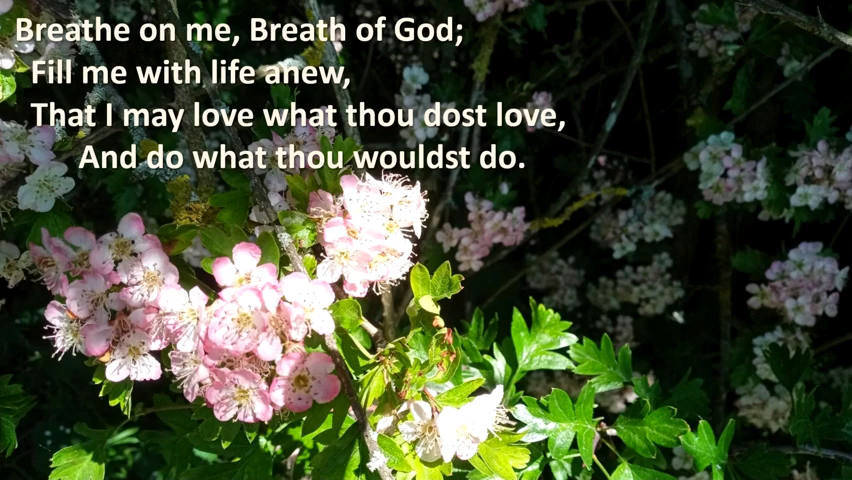 Breathe on me, Breath of God;
Fill me with life anew,
That I may love what thou dost love,
And do what thou wouldst do.